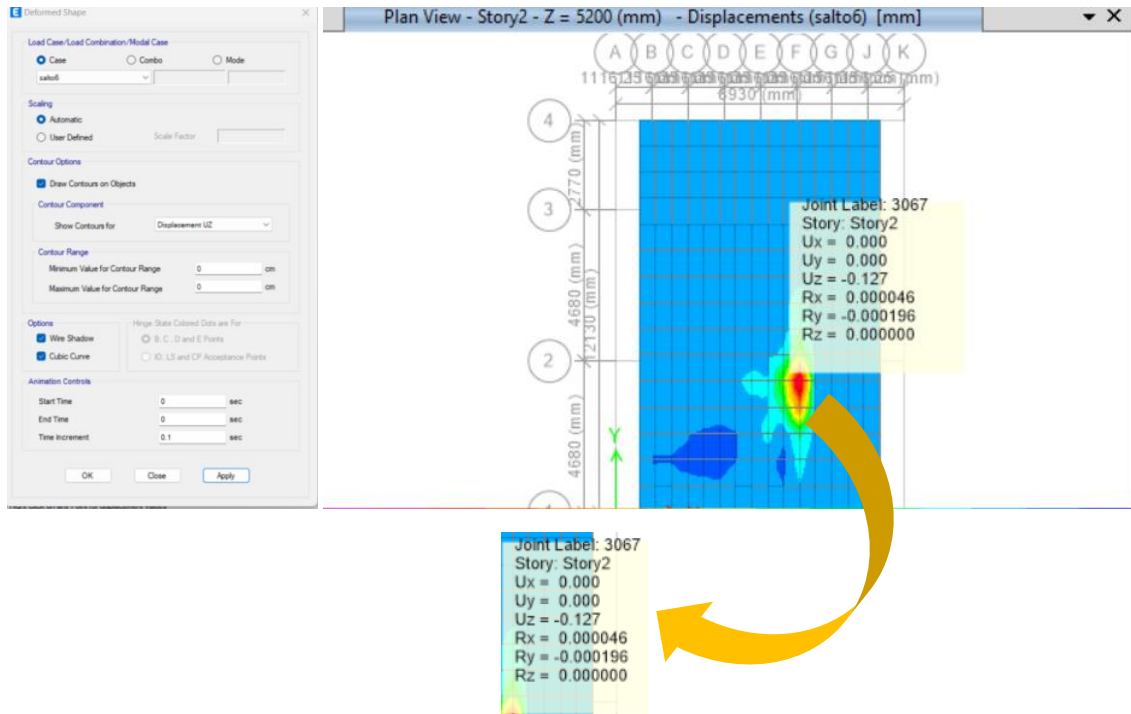 Deformed Shape
Load Case/Load Combination/Modal Case
Case
Combo
Mode
salto6
Scaling
Automatic
User Defined
Scale Factor
Contour Options
Draw Contours on Objects
Contour Component
Show Contours for
Displacement UZ
Contour Range
Minimum Value for Contour Range 0 cm
Maximum Value for Contour Range 0 cm
Options
Wire Shadow
Cubic Curve
Hinge State Colored Dots are For
B, C, D and E Points
IO, LS and CP Acceptance Points
Animation Controls
Start Time 0 sec
End Time 0 sec
Time Increment 0.1 sec
OK
Close
Apply
Plan View - Story2 - Z = 5200 (mm) - Displacements (salto6) [mm]
A B C D E F G J K
6930 (mm)
4
2770 (mm)
3
4680 (mm)
12130 (mm)
2
4680 (mm)
Y
Joint Label: 3067
Story: Story2
Ux = 0.000
Uy = 0.000
Uz = -0.127
Rx = 0.000046
Ry = -0.000196
Rz = 0.000000
Joint Label: 3067
Story: Story2
Ux = 0.000
Uy = 0.000
Uz = -0.127
Rx = 0.000046
Ry = -0.000196
Rz = 0.000000